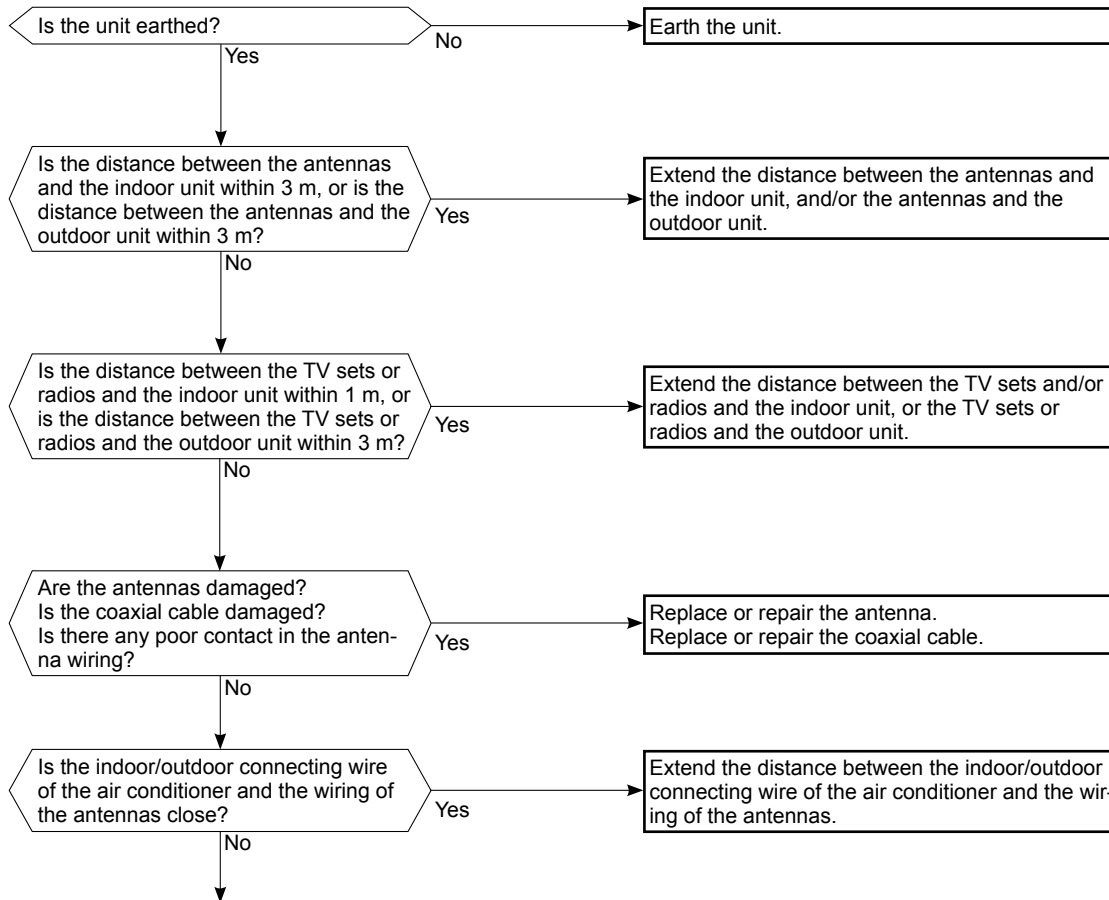 Is the unit earthed?
No
Earth the unit.
Yes
Is the distance between the antennas
and the indoor unit within 3 m, or is the
distance between the antennas and the
outdoor unit within 3 m?
Yes
Extend the distance between the antennas and
the indoor unit, and/or the antennas and the
outdoor unit.
No
Is the distance between the TV sets or
radios and the indoor unit within 1 m, or
is the distance between the TV sets or
radios and the outdoor unit within 3 m?
Yes
Extend the distance between the TV sets and/or
radios and the indoor unit, or the TV sets or
radios and the outdoor unit.
No
Are the antennas damaged?
Is the coaxial cable damaged?
Is there any poor contact in the anten-
na wiring?
Yes
Replace or repair the antenna.
Replace or repair the coaxial cable.
No
Is the indoor/outdoor connecting wire
of the air conditioner and the wiring of
the antennas close?
Yes
Extend the distance between the indoor/outdoor
connecting wire of the air conditioner and the wir-
ing of the antennas.
No